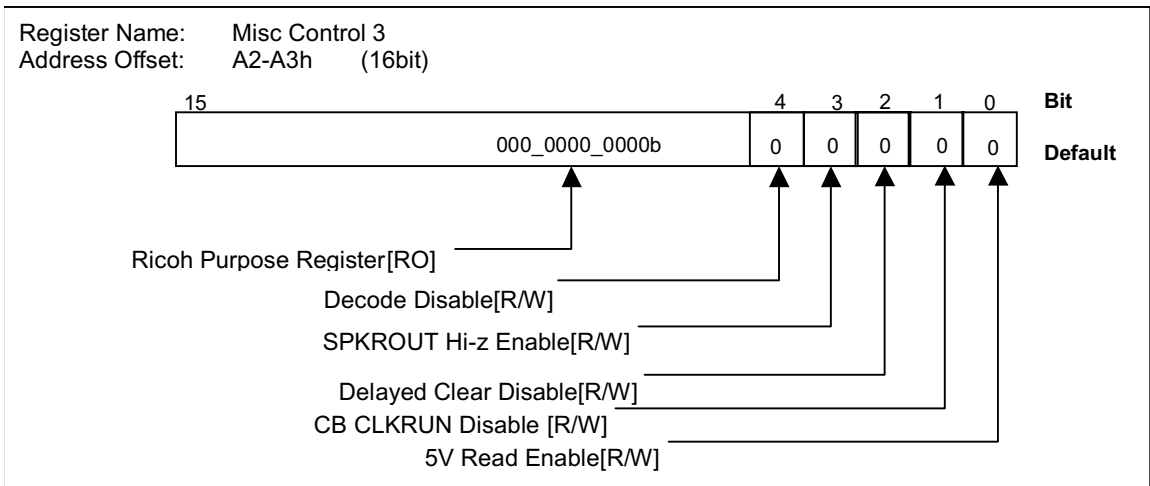 Register Name: Misc Control 3
Address Offset: A2-A3h (16bit)
15 4 3 2 1 0 Bit
000_0000_0000b 0 0 0 0 0 Default
Ricoh Purpose Register[RO]
Decode Disable[R/W]
SPKROUT Hi-z Enable[R/W]
Delayed Clear Disable[R/W]
CB CLKRUN Disable [R/W]
5V Read Enable[R/W]